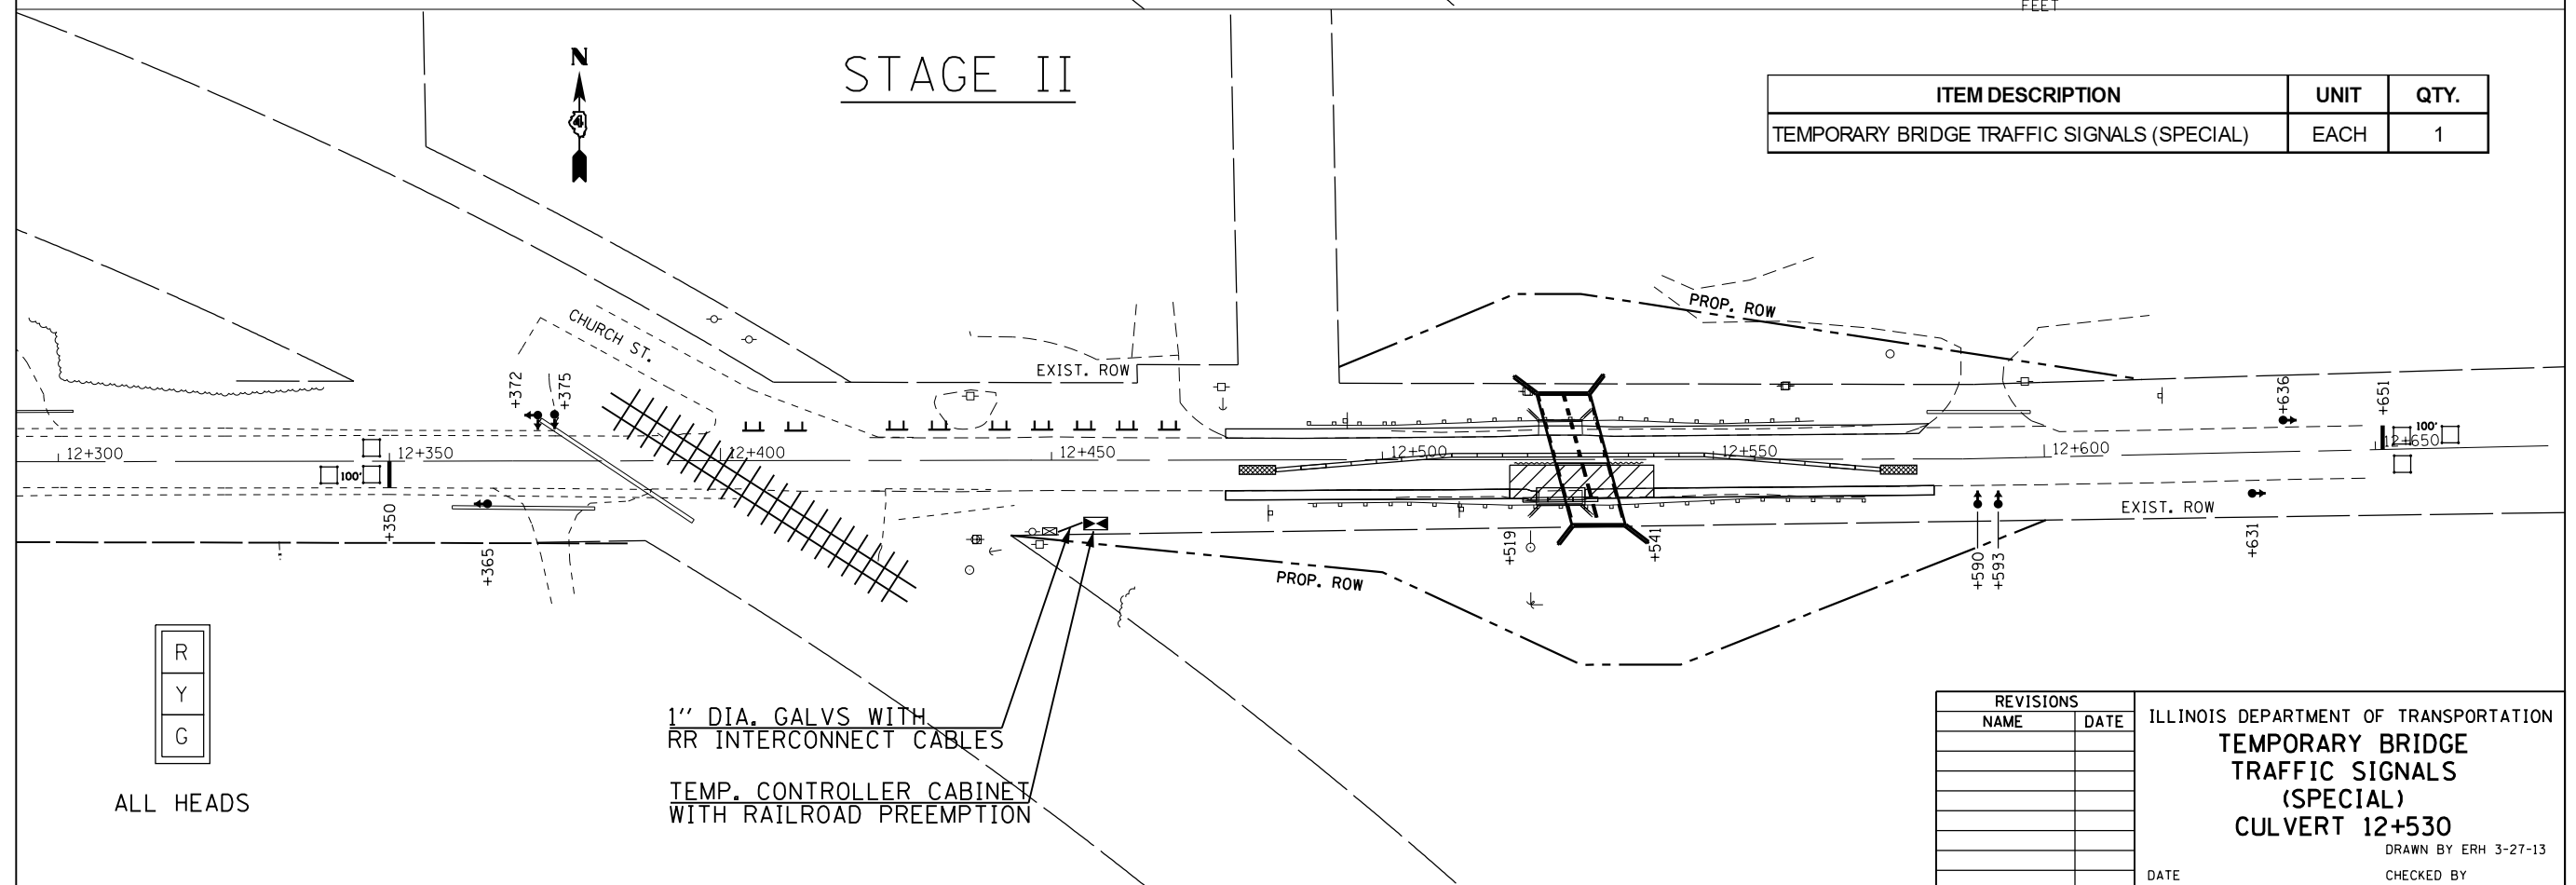 FEET
STAGE II
N
4
ITEM DESCRIPTION UNIT QTY.
TEMPORARY BRIDGE TRAFFIC SIGNALS (SPECIAL) EACH 1
CHURCH ST.
PROP. ROW
EXIST. ROW
+372
+375
+636
+651
100'
12+300
12+350
12+400
12+450
12+500
12+550
12+600
12+650
100'
+350
+365
+519
+541
+590
+593
+631
EXIST. ROW
PROP. ROW
R
Y
G
ALL HEADS
1" DIA. GALVS WITH
RR INTERCONNECT CABLES
TEMP. CONTROLLER CABINET
WITH RAILROAD PREEMPTION
REVISIONS
NAME DATE
ILLINOIS DEPARTMENT OF TRANSPORTATION
TEMPORARY BRIDGE
TRAFFIC SIGNALS
(SPECIAL)
CULVERT 12+530
DRAWN BY ERH 3-27-13
DATE
CHECKED BY